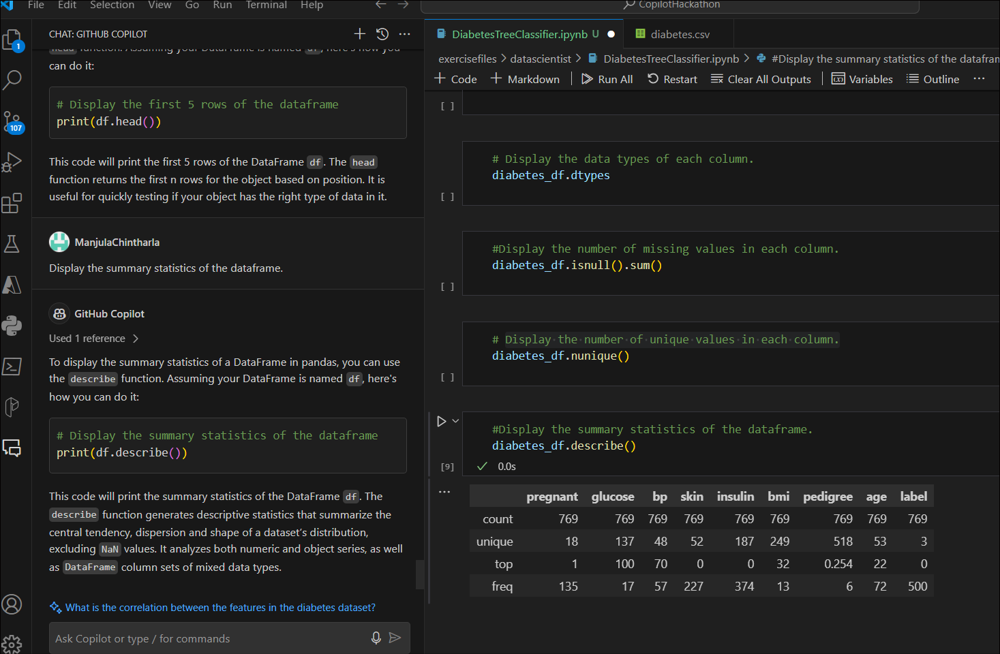 File Edit Selection View Go Run Terminal Help
CopilotHackathon
CHAT: GITHUB COPILOT
head function. Assuming your DataFrame is named df, here's how you
can do it:
# Display the first 5 rows of the dataframe
print(df.head())
This code will print the first 5 rows of the DataFrame df. The head
function returns the first n rows for the object based on position. It is
useful for quickly testing if your object has the right type of data in it.
ManjulaChintharla
Display the summary statistics of the dataframe.
GitHub Copilot
Used 1 reference
To display the summary statistics of a DataFrame in pandas, you can use
the describe function. Assuming your DataFrame is named df, here's
how you can do it:
# Display the summary statistics of the dataframe
print(df.describe())
This code will print the summary statistics of the DataFrame df. The
describe function generates descriptive statistics that summarize the
central tendency, dispersion and shape of a dataset's distribution,
excluding NaN values. It analyzes both numeric and object series, as well
as DataFrame column sets of mixed data types.
What is the correlation between the features in the diabetes dataset?
Ask Copilot or type / for commands
1
107
DiabetesTreeClassifier.ipynb U
diabetes.csv
exercisefiles > datascientist > DiabetesTreeClassifier.ipynb > #Display the summary statistics of the datafram
+ Code + Markdown Run All Restart Clear All Outputs Variables Outline ...
[ ]
# Display the data types of each column.
diabetes_df.dtypes
[ ]
#Display the number of missing values in each column.
diabetes_df.isnull().sum()
[ ]
# Display the number of unique values in each column.
diabetes_df.nunique()
[ ]
#Display the summary statistics of the dataframe.
diabetes_df.describe()
[9] 0.0s
pregnant glucose bp skin insulin bmi pedigree age label
count 769 769 769 769 769 769 769 769 769
unique 18 137 48 52 187 249 518 53 3
top 1 100 70 0 0 32 0.254 22 0
freq 135 17 57 227 374 13 6 72 500